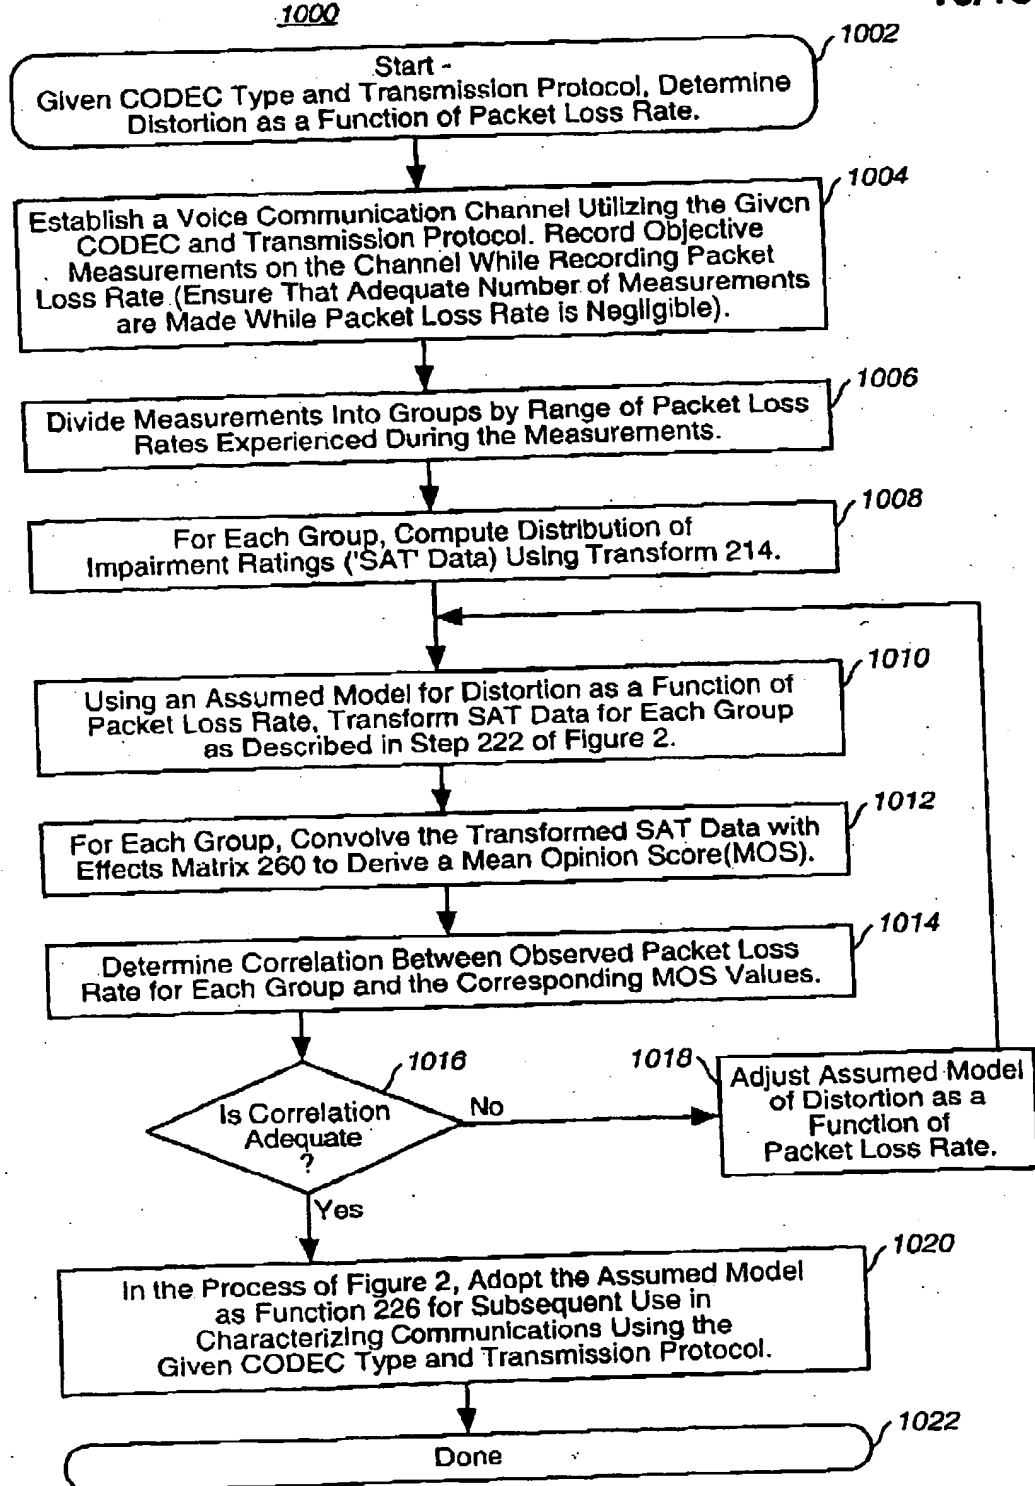 1000
1002
Start -
Given CODEC Type and Transmission Protocol, Determine
Distortion as a Function of Packet Loss Rate.
1004
Establish a Voice Communication Channel Utilizing the Given
CODEC and Transmission Protocol. Record Objective
Measurements on the Channel While Recording Packet
Loss Rate (Ensure That Adequate Number of Measurements
are Made While Packet Loss Rate is Negligible).
1006
Divide Measurements Into Groups by Range of Packet Loss
Rates Experienced During the Measurements.
1008
For Each Group, Compute Distribution of
Impairment Ratings ('SAT' Data) Using Transform 214.
1010
Using an Assumed Model for Distortion as a Function of
Packet Loss Rate, Transform SAT Data for Each Group
as Described in Step 222 of Figure 2.
1012
For Each Group, Convolve the Transformed SAT Data with
Effects Matrix 260 to Derive a Mean Opinion Score(MOS).
1014
Determine Correlation Between Observed Packet Loss
Rate for Each Group and the Corresponding MOS Values.
1016
Is Correlation
Adequate
?
No
1018
Adjust Assumed Model
of Distortion as a
Function of
Packet Loss Rate.
Yes
1020
In the Process of Figure 2, Adopt the Assumed Model
as Function 226 for Subsequent Use in
Characterizing Communications Using the
Given CODEC Type and Transmission Protocol.
1022
Done